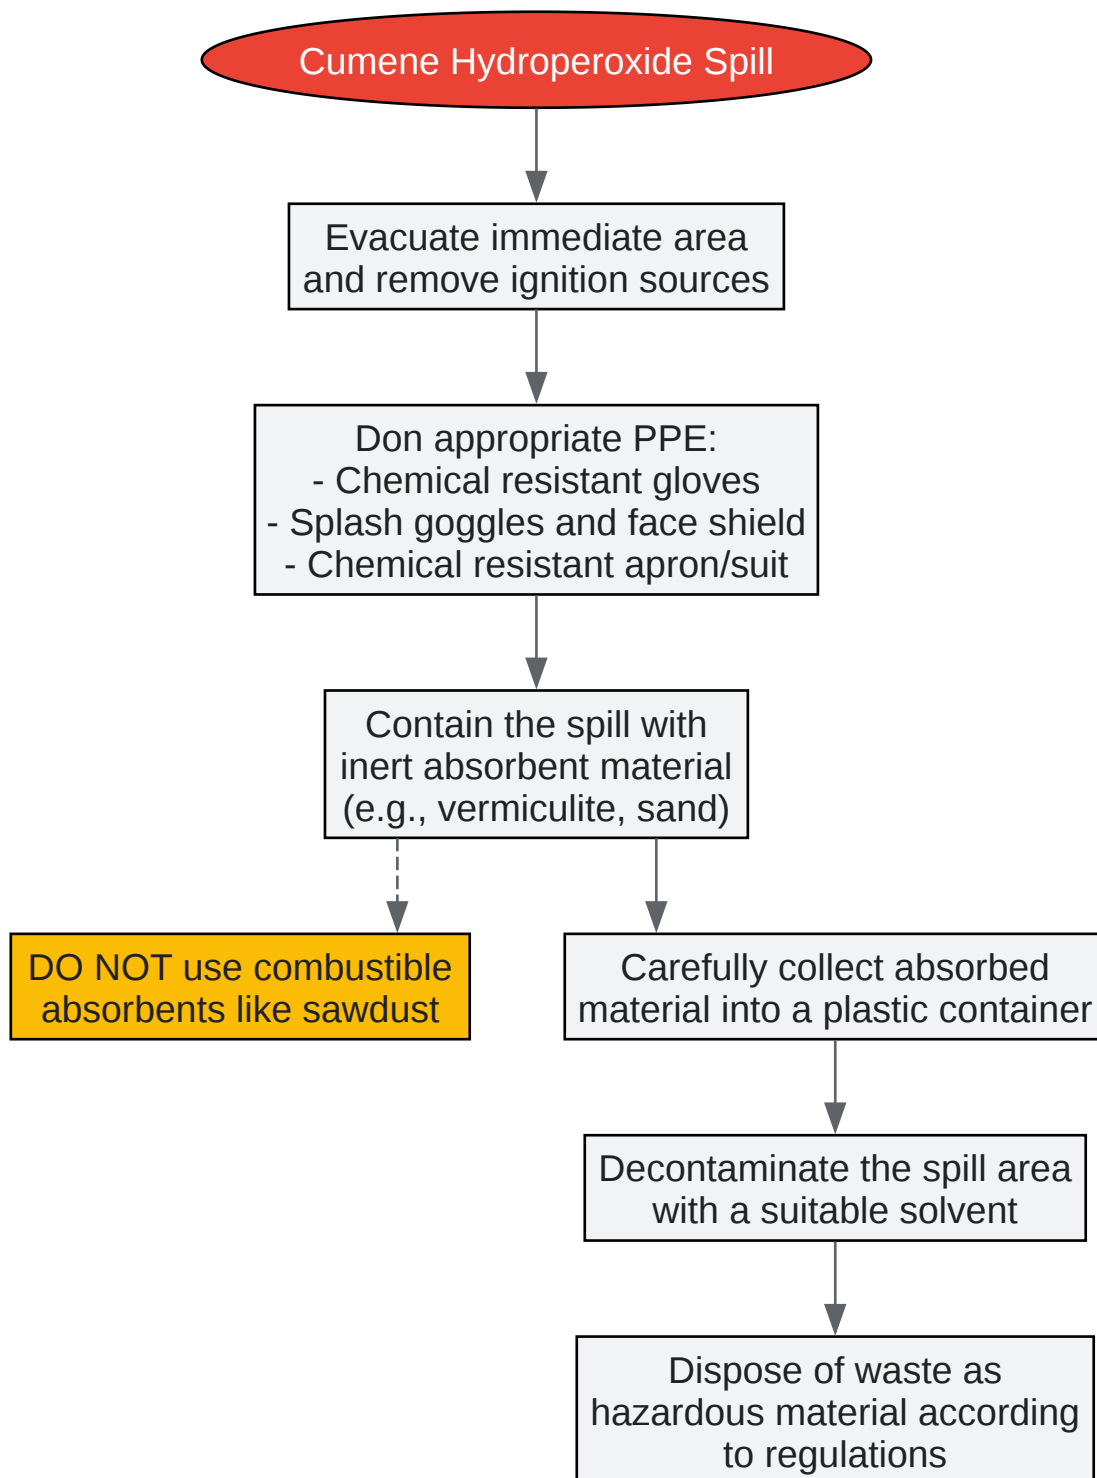 Cumene Hydroperoxide Spill
Evacuate immediate area
and remove ignition sources
Don appropriate PPE:
- Chemical resistant gloves
- Splash goggles and face shield
- Chemical resistant apron/suit
Contain the spill with
inert absorbent material
(e.g., vermiculite, sand)
DO NOT use combustible
absorbents like sawdust
Carefully collect absorbed
material into a plastic container
Decontaminate the spill area
with a suitable solvent
Dispose of waste as
hazardous material according
to regulations